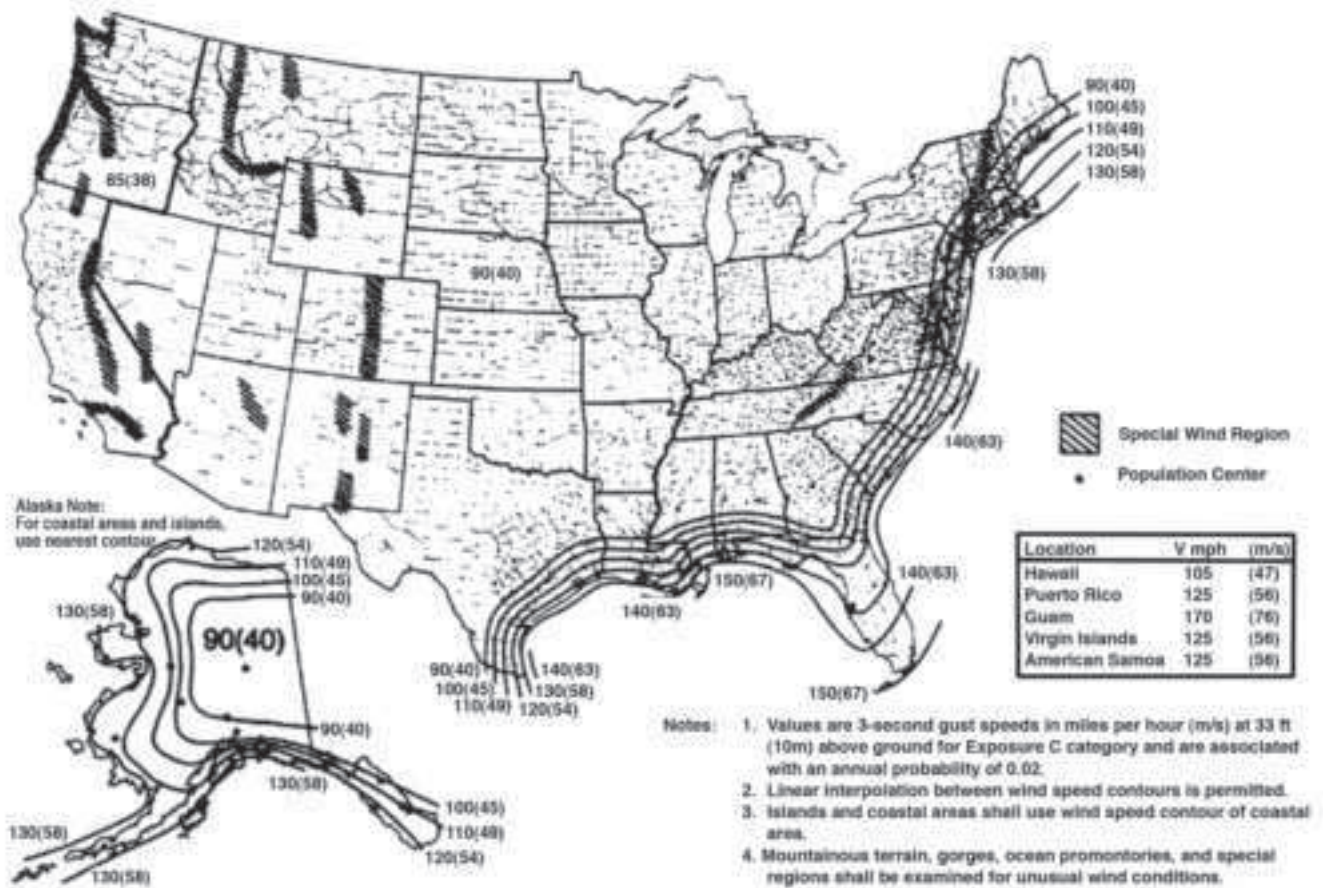 90(40)
100(45)
110(49)
120(54)
130(58)
85(38)
90(40)
130(58)
140(63)
Special Wind Region
Population Center
Alaska Note:
For coastal areas and islands,
use nearest contour.
120(54)
110(49)
100(45)
90(40)
130(58)
90(40)
90(40)
130(58)
100(45)
110(49)
120(54)
130(58)
130(58)
150(67)
140(63)
140(63)
90(40)
100(45)
110(49)
120(54)
130(58)
140(63)
150(67)
Location V mph (m/s)
Hawaii 105 (47)
Puerto Rico 125 (56)
Guam 170 (76)
Virgin Islands 125 (56)
American Samoa 125 (56)
Notes: 1. Values are 3-second gust speeds in miles per hour (m/s) at 33 ft
(10m) above ground for Exposure C category and are associated
with an annual probability of 0.02.
2. Linear interpolation between wind speed contours is permitted.
3. Islands and coastal areas shall use wind speed contour of coastal
area.
4. Mountainous terrain, gorges, ocean promontories, and special
regions shall be examined for unusual wind conditions.